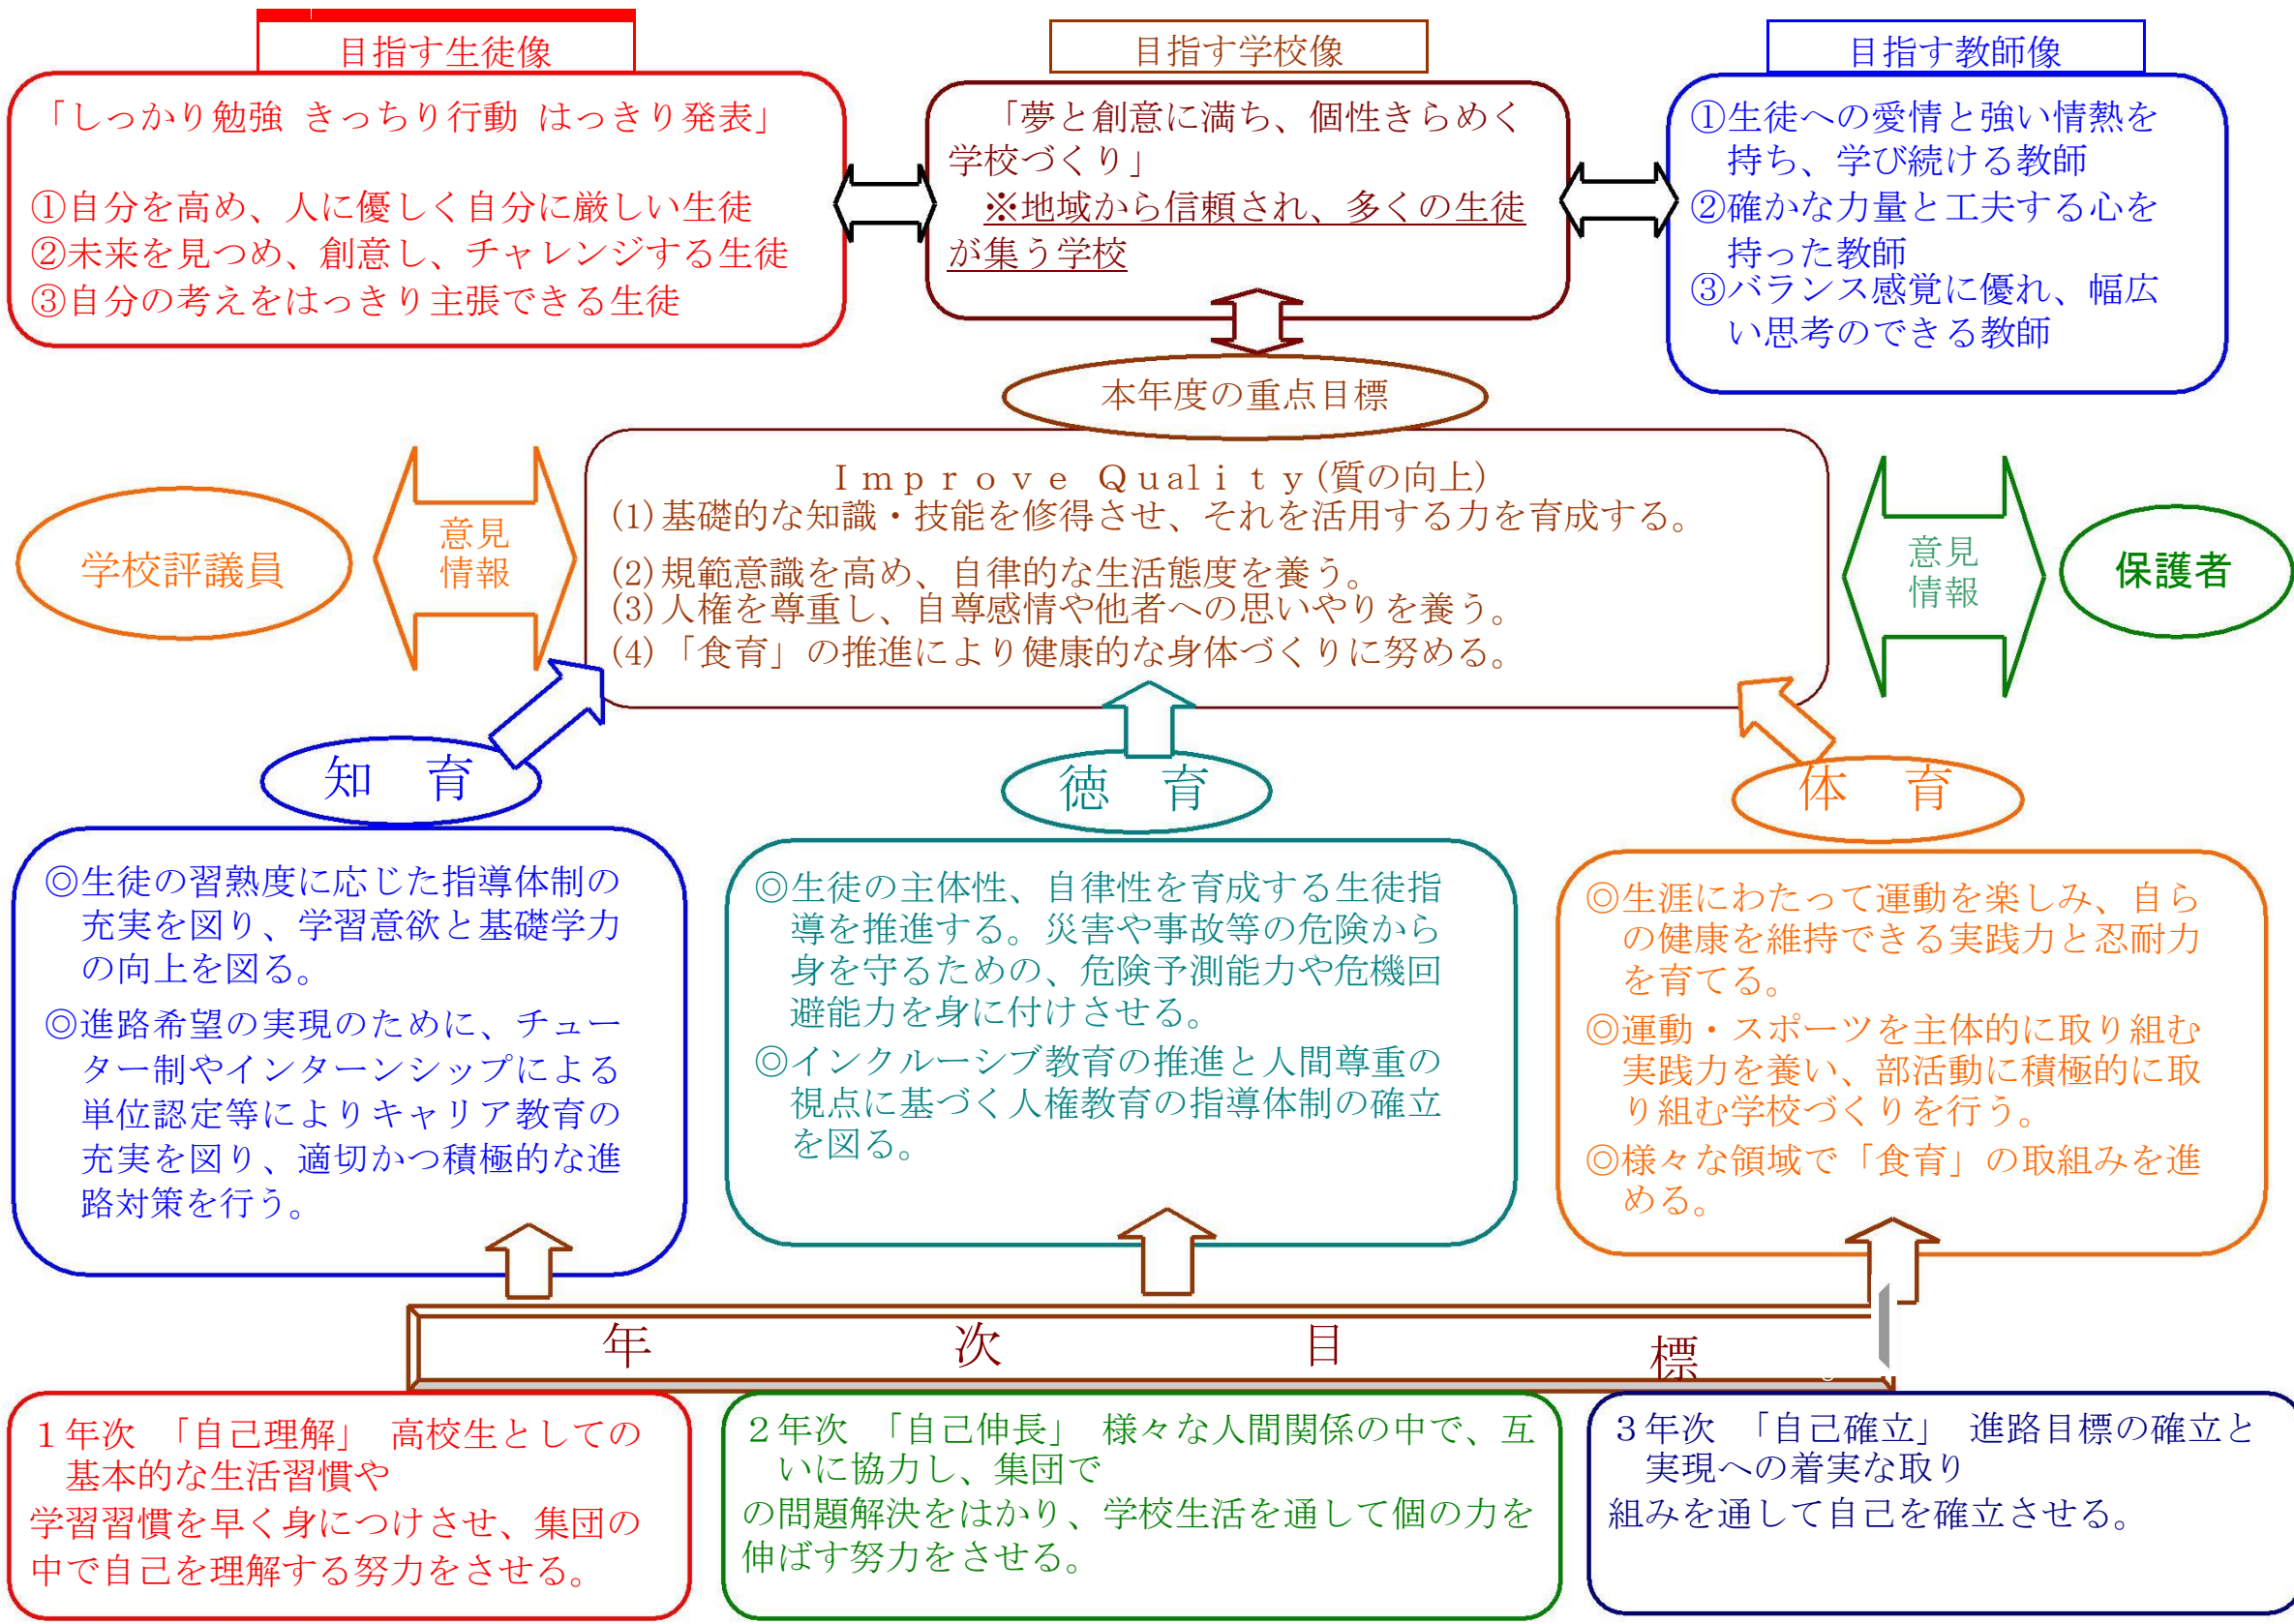 目指す生徒像
「しっかり勉強 きっちり行動 はっきり発表」
①自分を高め、人に優しく自分に厳しい生徒
②未来を見つめ、創意し、チャレンジする生徒
③自分の考えをはっきり主張できる生徒
目指す学校像
「夢と創意に満ち、個性きらめく
学校づくり」
※地域から信頼され、多くの生徒
が集う学校
目指す教師像
①生徒への愛情と強い情熱を
持ち、学び続ける教師
②確かな力量と工夫する心を
持った教師
③バランス感覚に優れ、幅広
い思考のできる教師
本年度の重点目標
Improve Quality(質の向上)
(1)基礎的な知識・技能を修得させ、それを活用する力を育成する。
(2)規範意識を高め、自律的な生活態度を養う。
(3)人権を尊重し、自尊感情や他者への思いやりを養う。
(4)「食育」の推進により健康的な身体づくりに努める。
学校評議員
意見
情報
意見
情報
保護者
知 育
◎生徒の習熟度に応じた指導体制の
充実を図り、学習意欲と基礎学力
の向上を図る。
◎進路希望の実現のために、チュー
ター制やインターンシップによる
単位認定等によりキャリア教育の
充実を図り、適切かつ積極的な進
路対策を行う。
徳 育
◎生徒の主体性、自律性を育成する生徒指
導を推進する。災害や事故等の危険から
身を守るための、危険予測能力や危機回
避能力を身に付けさせる。
◎インクルーシブ教育の推進と人間尊重の
視点に基づく人権教育の指導体制の確立
を図る。
体 育
◎生涯にわたって運動を楽しみ、自ら
の健康を維持できる実践力と忍耐力
を育てる。
◎運動・スポーツを主体的に取り組む
実践力を養い、部活動に積極的に取
り組む学校づくりを行う。
◎様々な領域で「食育」の取組みを進
める。
年 次 目 標
１年次 「自己理解」 高校生としての
基本的な生活習慣や
学習習慣を早く身につけさせ、集団の
中で自己を理解する努力をさせる。
２年次 「自己伸長」 様々な人間関係の中で、互
いに協力し、集団で
の問題解決をはかり、学校生活を通して個の力を
伸ばす努力をさせる。
３年次 「自己確立」 進路目標の確立と
実現への着実な取り
組みを通して自己を確立させる。